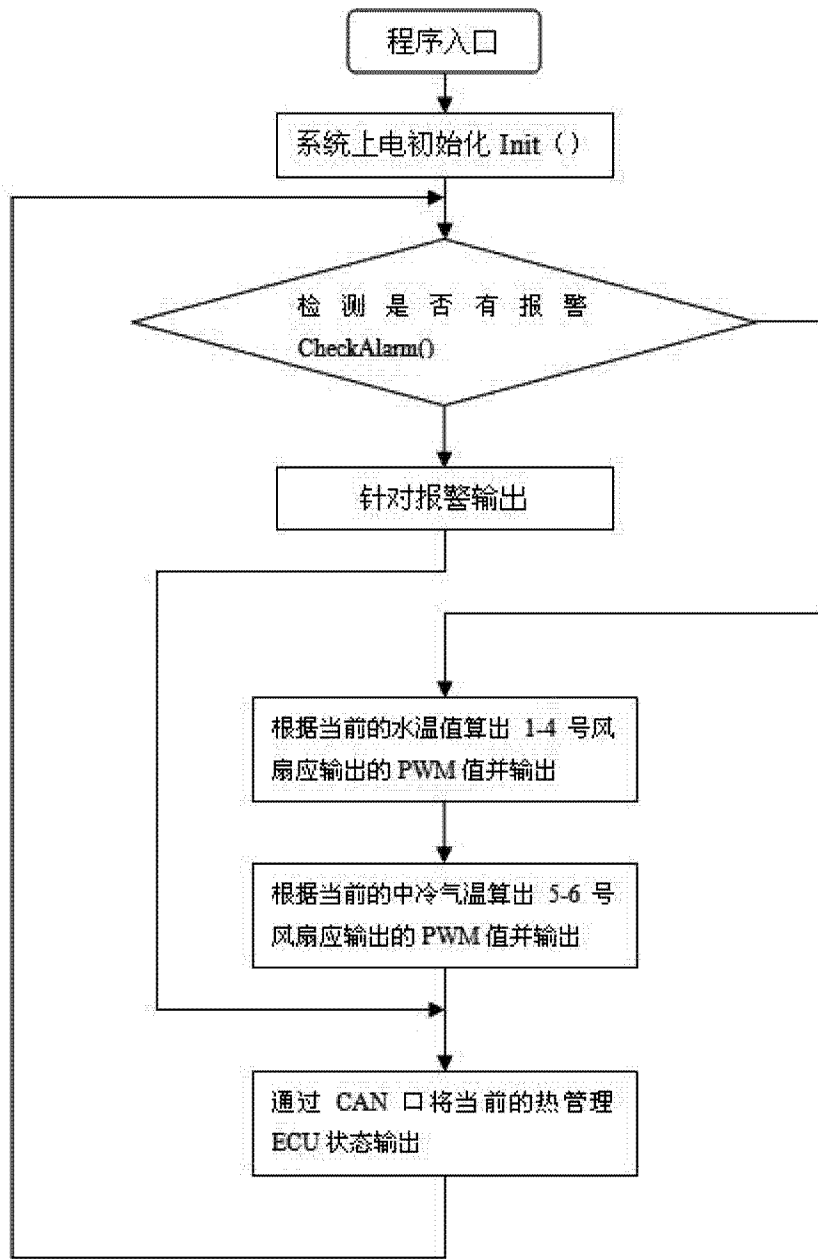 程序入口
系统上电初始化 Init（）
检测是否有报警
CheckAlarm()
针对报警输出
根据当前的水温值算出 1-4 号风
扇应输出的 PWM 值并输出
根据当前的中冷气温算出 5-6 号
风扇应输出的 PWM 值并输出
通过 CAN 口将当前的热管理
ECU 状态输出